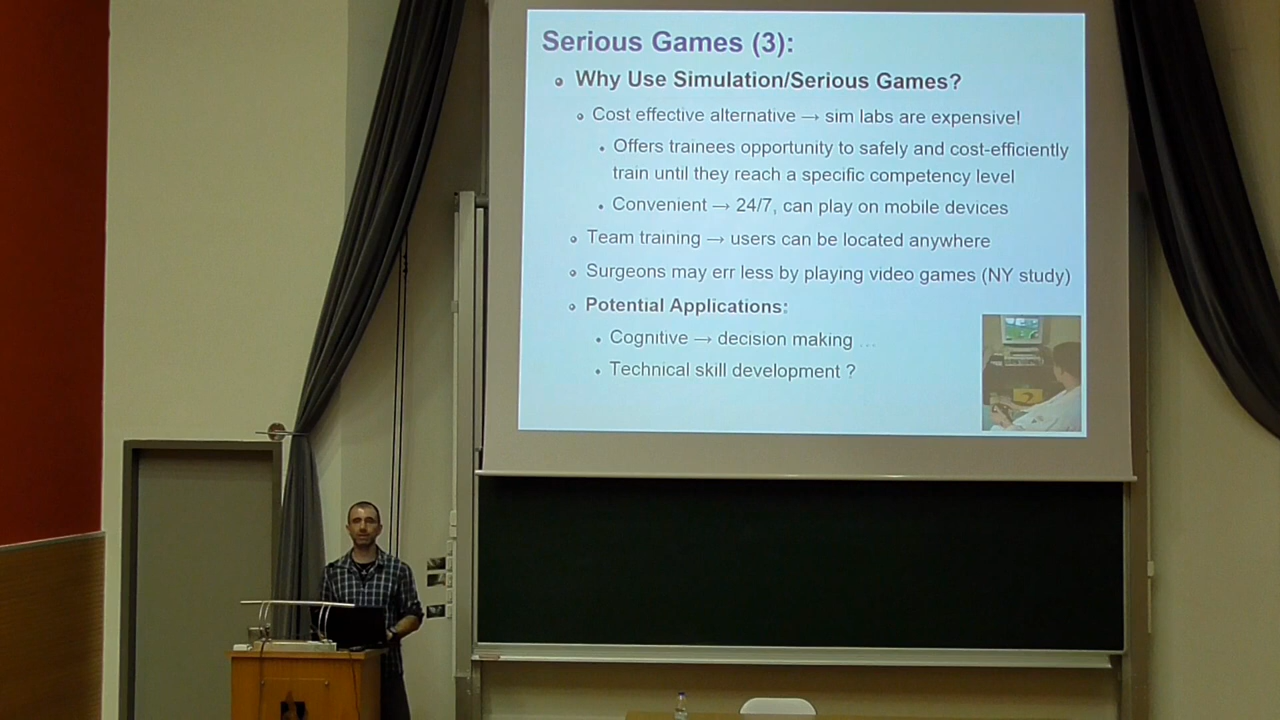 Serious Games (3):
Why Use Simulation/Serious Games?
Cost effective alternative → sim labs are expensive!
Offers trainees opportunity to safely and cost-efficiently
train until they reach a specific competency level
Convenient → 24/7, can play on mobile devices
Team training → users can be located anywhere
Surgeons may err less by playing video games (NY study)
Potential Applications:
Cognitive → decision making ...
Technical skill development ?
2